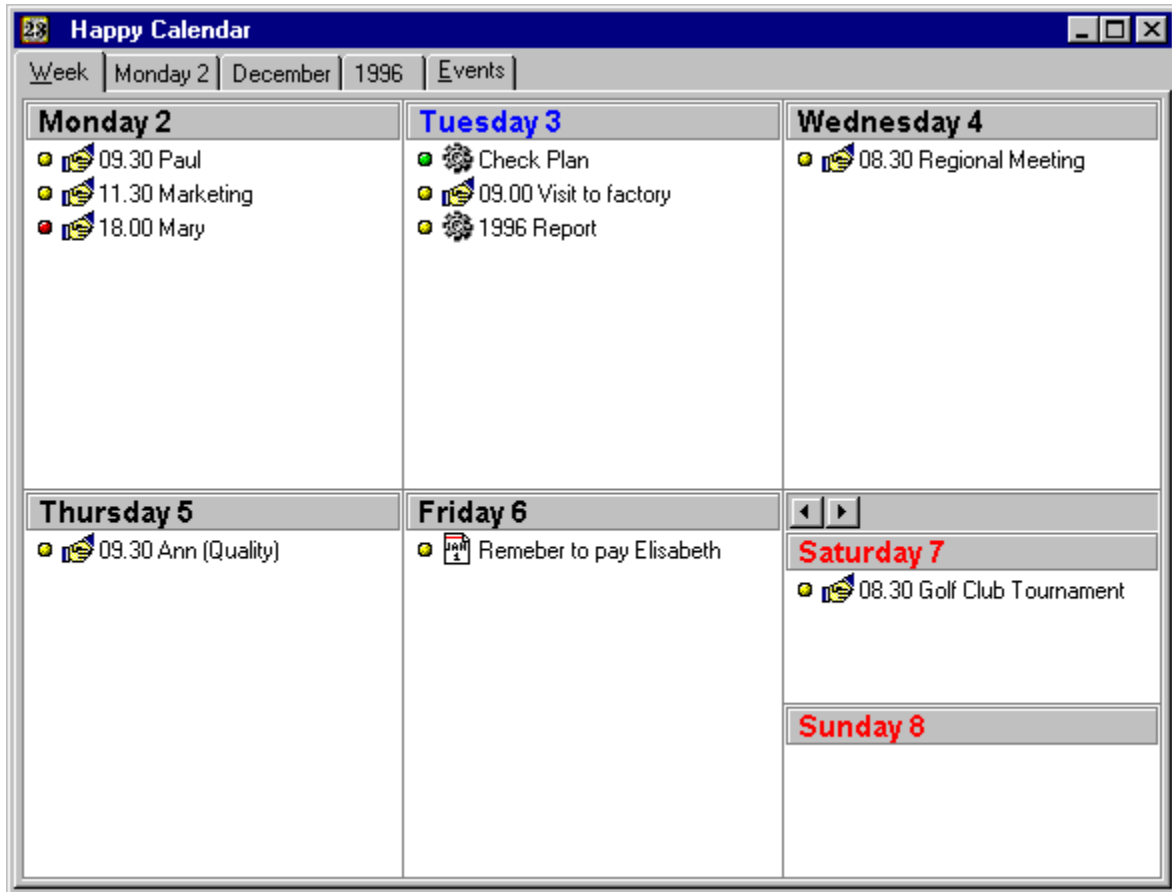 Happy Calendar
Week Monday 2 December 1996 Events
Monday 2
09.30 Paul
11.30 Marketing
18.00 Mary
Tuesday 3
Check Plan
09.00 Visit to factory
1996 Report
Wednesday 4
08.30 Regional Meeting
Thursday 5
09.30 Ann (Quality)
Friday 6
JAN
1
Remeber to pay Elisabeth
Saturday 7
08.30 Golf Club Tournament
Sunday 8